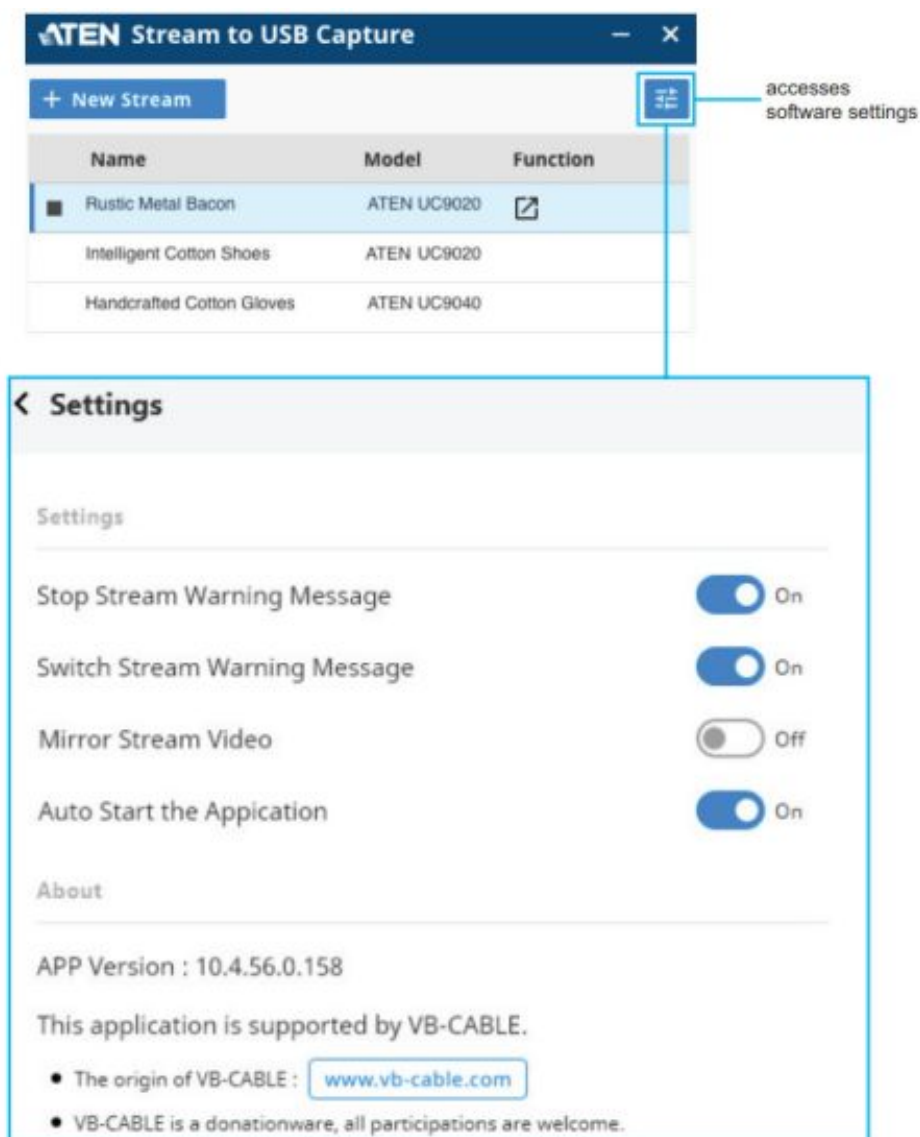 ATEN Stream to USB Capture
+ New Stream
accesses
software settings
Name Model Function
Rustic Metal Bacon ATEN UC9020
Intelligent Cotton Shoes ATEN UC9020
Handcrafted Cotton Gloves ATEN UC9040
< Settings
Settings
Stop Stream Warning Message On
Switch Stream Warning Message On
Mirror Stream Video Off
Auto Start the Appication On
About
APP Version : 10.4.56.0.158
This application is supported by VB-CABLE.
• The origin of VB-CABLE : www.vb-cable.com
• VB-CABLE is a donationware, all participations are welcome.